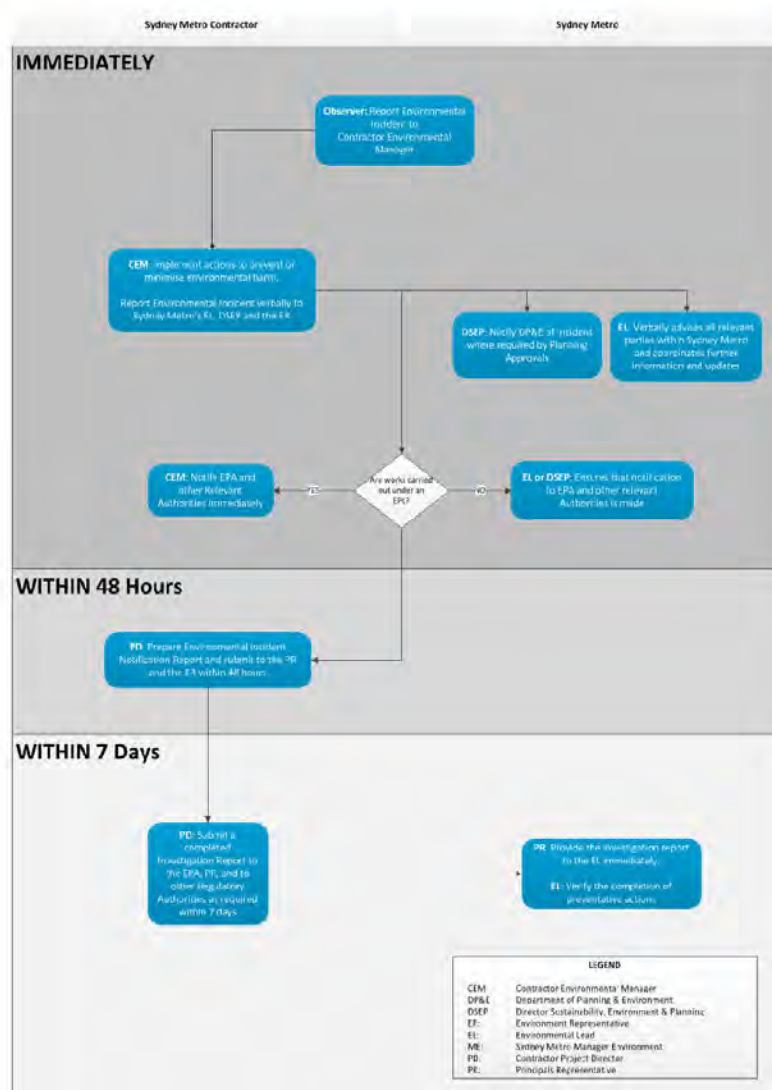 Sydney Metro Contractor
Sydney Metro
IMMEDIATELY
Observer: Report Environmental
Incident to
Contractor Environmental
Manager
CEM: Implement actions to prevent or
minimise environmental harm.
Report Environmental Incident verbally to
Sydney Metro's EL, DSEP and the ER
DSEP: Notify DP&E of incidents
where required by Planning
Approvals
EL: Verbally advises all relevant
parties within Sydney Metro
and coordinates further
information and updates
CEM: Notify EPA and
other Relevant
Authorities immediately
YES
Are works carried
out under an
EPL?
NO
EL or DSEP: Ensures that notification
to EPA and other relevant
Authorities is made
WITHIN 48 Hours
PD: Prepare Environmental Incident
Notification Report and submit to the PR
and the ER within 48 hours
WITHIN 7 Days
PD: Submit a
completed
Investigation Report to
the EPA, PR, and to
other Regulatory
Authorities as required
within 7 days
PR: Provide the investigation report
to the EL immediately.
EL: Verify the completion of
preventative actions
LEGEND
CEM Contractor Environmental Manager
DP&E Department of Planning & Environment
DSEP Director Sustainability, Environment & Planning
ER: Environment Representative
EL: Environmental Lead
ME: Sydney Metro Manager Environment
PD: Contractor Project Director
PR: Principals Representative